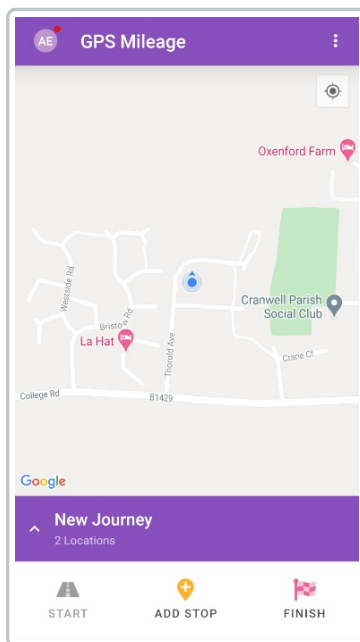 AE
GPS Mileage
Oxenford Farm
Westside Rd
Bristow Rd
Cranwell Parish
Social Club
La Hat
Thorold Ave
Crane Cl
College Rd
B1429
Google
New Journey
2 Locations
START
ADD STOP
FINISH